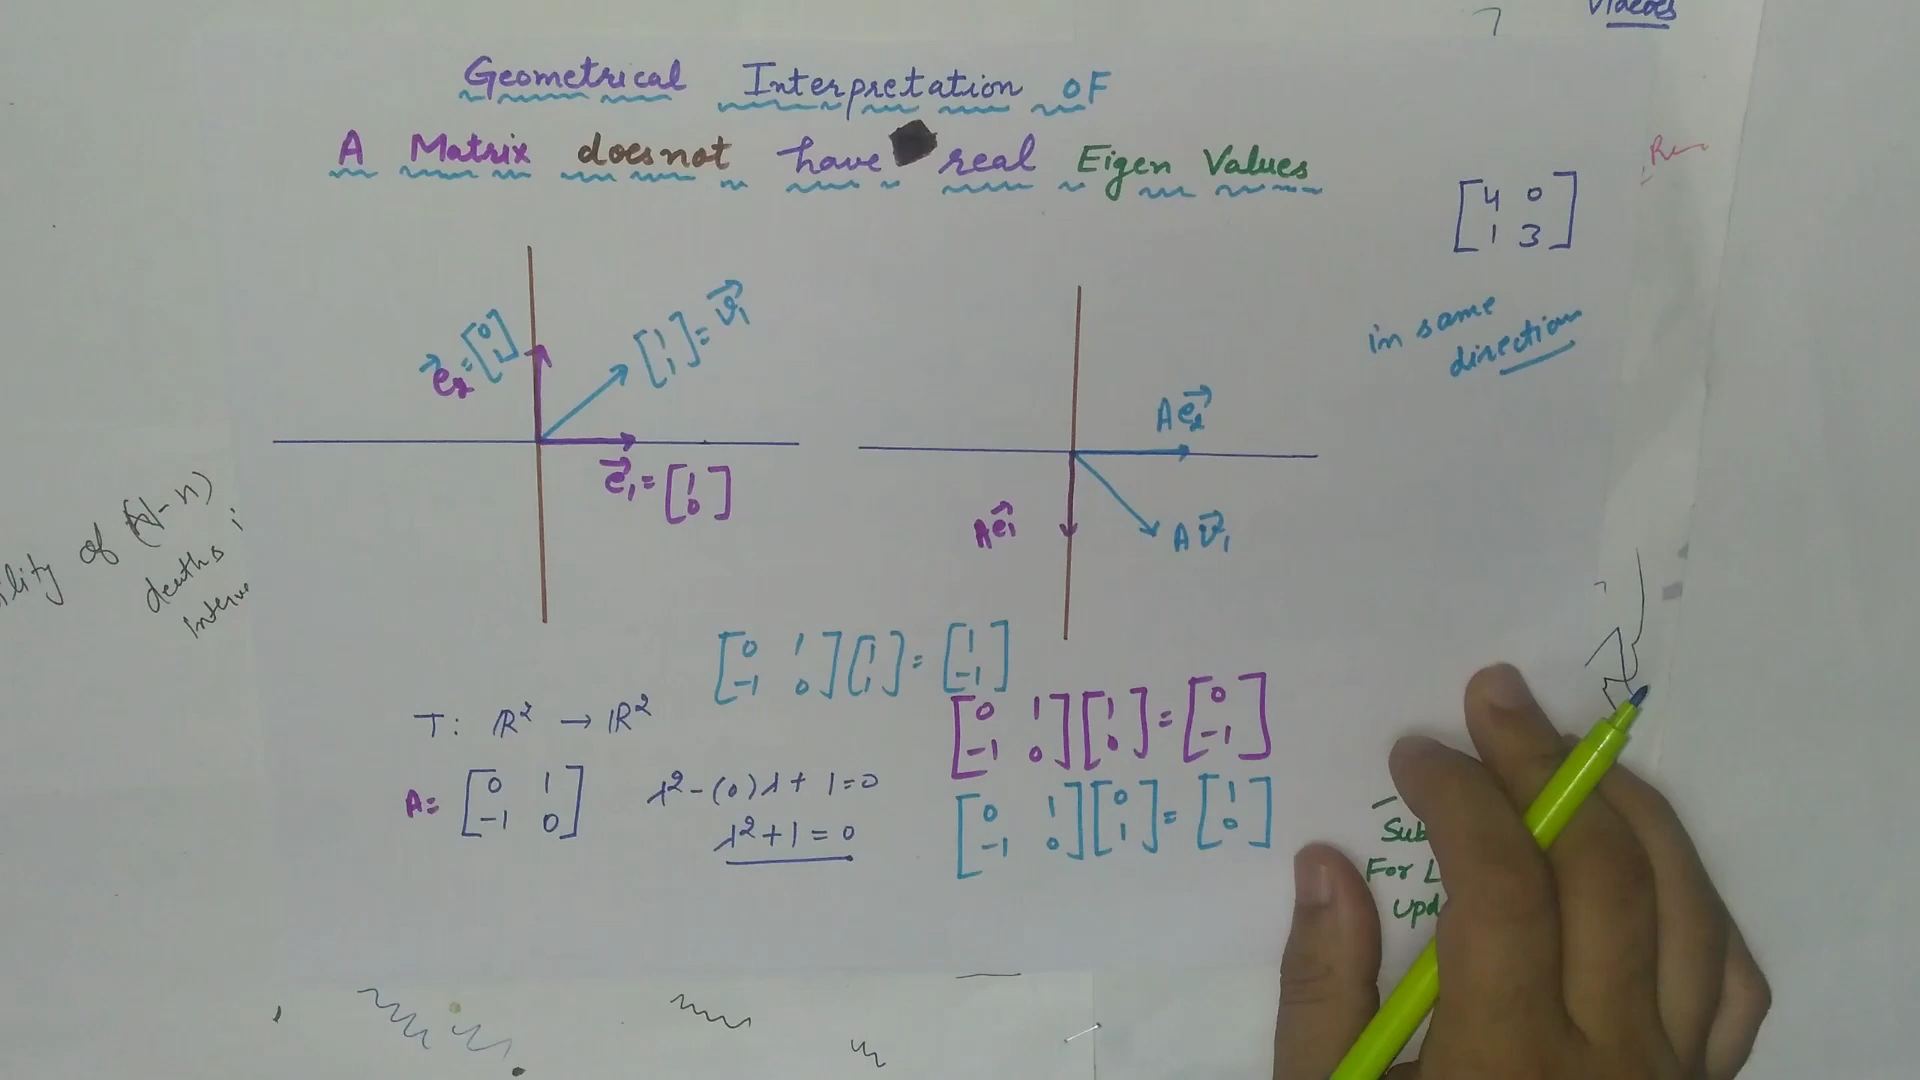 Videos
Geometrical Interpretation of
A Matrix does not have real Eigen Values
[4 0
1 3]
in same
direction
e₂ = [0
1]
[1
1] = v₁
e₁ = [1
0]
Ae₂
Ae₁
Av₁
of (N-n)
deaths
[0 1
-1 0] [1
1] = [1
-1]
T: R² → R²
[0 1
-1 0] [1
0] = [0
-1]
A = [0 1
-1 0]
λ² - (0)λ + 1 = 0
λ² + 1 = 0
[0 1
-1 0] [0
1] = [1
0]
For